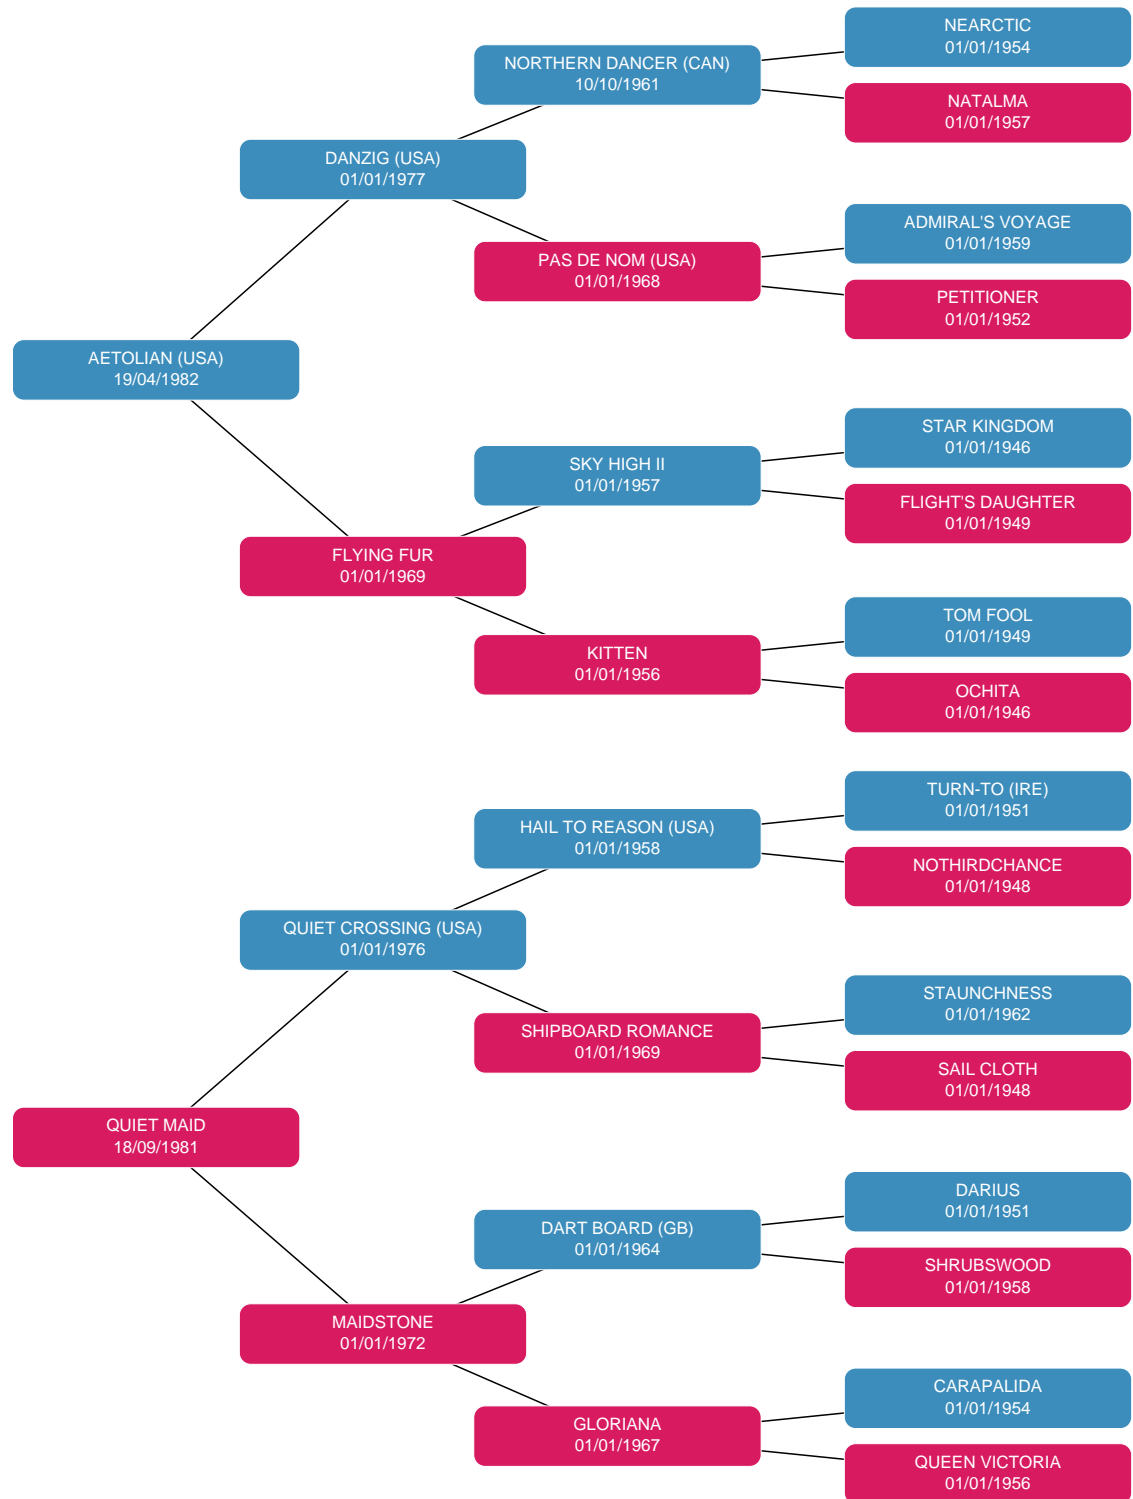 NEARCTIC
01/01/1954
NORTHERN DANCER (CAN)
10/10/1961
NATALMA
01/01/1957
DANZIG (USA)
01/01/1977
ADMIRAL'S VOYAGE
01/01/1959
PAS DE NOM (USA)
01/01/1968
PETITIONER
01/01/1952
AETOLIAN (USA)
19/04/1982
STAR KINGDOM
01/01/1946
SKY HIGH II
01/01/1957
FLIGHT'S DAUGHTER
01/01/1949
FLYING FUR
01/01/1969
TOM FOOL
01/01/1949
KITTEN
01/01/1956
OCHITA
01/01/1946
TURN-TO (IRE)
01/01/1951
HAIL TO REASON (USA)
01/01/1958
NOTHIRDCHANCE
01/01/1948
QUIET CROSSING (USA)
01/01/1976
STAUNCHNESS
01/01/1962
SHIPBOARD ROMANCE
01/01/1969
SAIL CLOTH
01/01/1948
QUIET MAID
18/09/1981
DARIUS
01/01/1951
DART BOARD (GB)
01/01/1964
SHRUBSWOOD
01/01/1958
MAIDSTONE
01/01/1972
CARAPALIDA
01/01/1954
GLORIANA
01/01/1967
QUEEN VICTORIA
01/01/1956